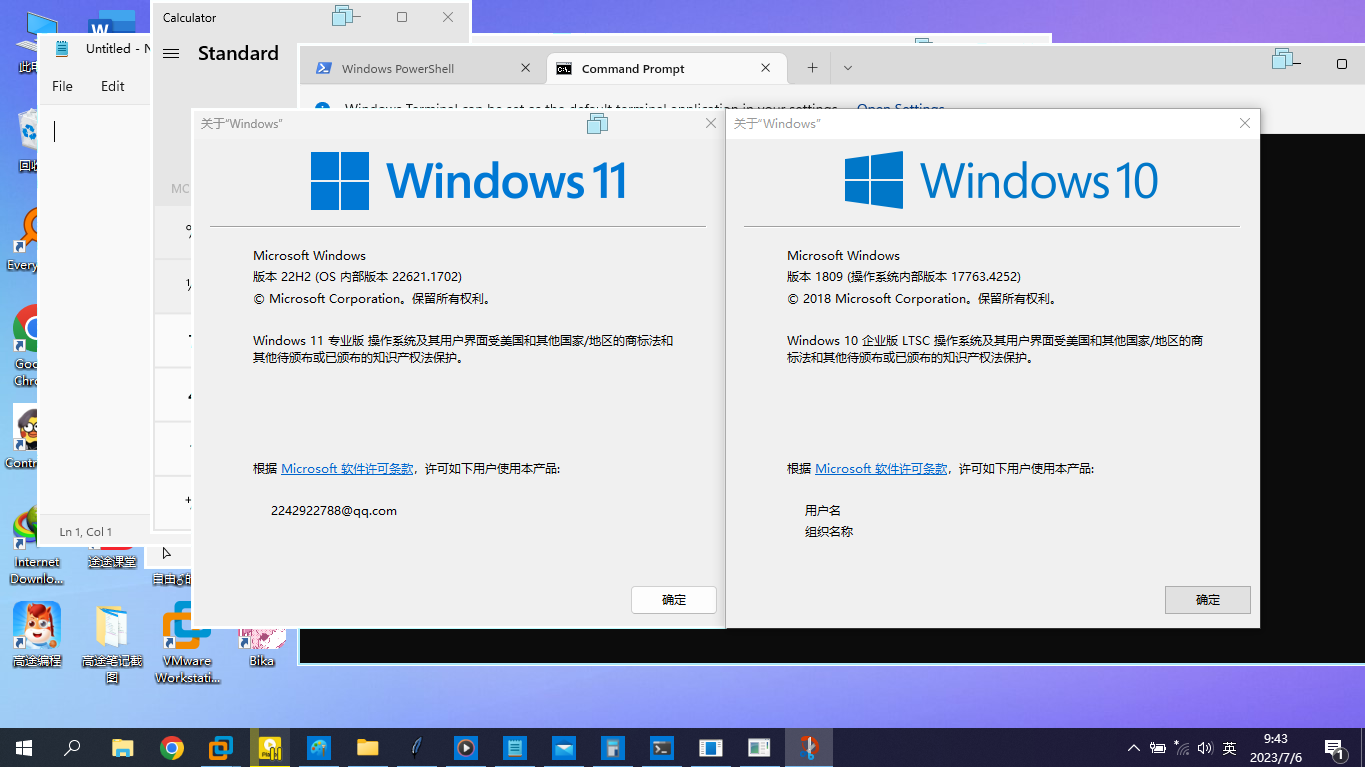 Calculator
Untitled - N
Standard
File
Edit
Windows PowerShell
Command Prompt
Windows Terminal can be set as the default terminal application in your settings.
Open Settings
MC
Ln 1, Col 1
关于“Windows”
Windows 11
Microsoft Windows
版本 22H2 (OS 内部版本 22621.1702)
© Microsoft Corporation。保留所有权利。
Windows 11 专业版 操作系统及其用户界面受美国和其他国家/地区的商标法和
其他待颁布或已颁布的知识产权法保护。
根据 Microsoft 软件许可条款，许可如下用户使用本产品:
2242922788@qq.com
确定
关于“Windows”
Windows 10
Microsoft Windows
版本 1809 (操作系统内部版本 17763.4252)
© 2018 Microsoft Corporation。保留所有权利。
Windows 10 企业版 LTSC 操作系统及其用户界面受美国和其他国家/地区的商
标法和其他待颁布或已颁布的知识产权法保护。
根据 Microsoft 软件许可条款，许可如下用户使用本产品:
用户名
组织名称
确定
此电
回收
Every
Goo
Chro
Contr
Internet
Downlo...
途途课堂
高途编程
高途笔记截
图
VMware
Workstati...
Bika
英
9:43
2023/7/6
1